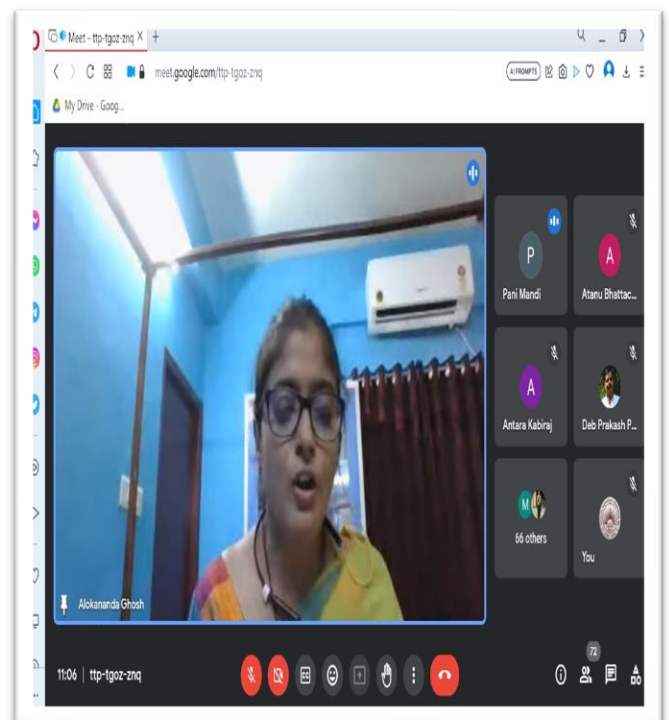 Meet – ttp-tgoz-znq
meet.google.com/ttp-tgoz-znq
AI PROMPTS
My Drive - Goog...
P
Pani Mandi
A
Atanu Bhattac...
A
Antara Kabiraj
Deb Prakash P...
M
66 others
You
Alokananda Ghosh
11:06 | ttp-tgoz-znq
CC
72